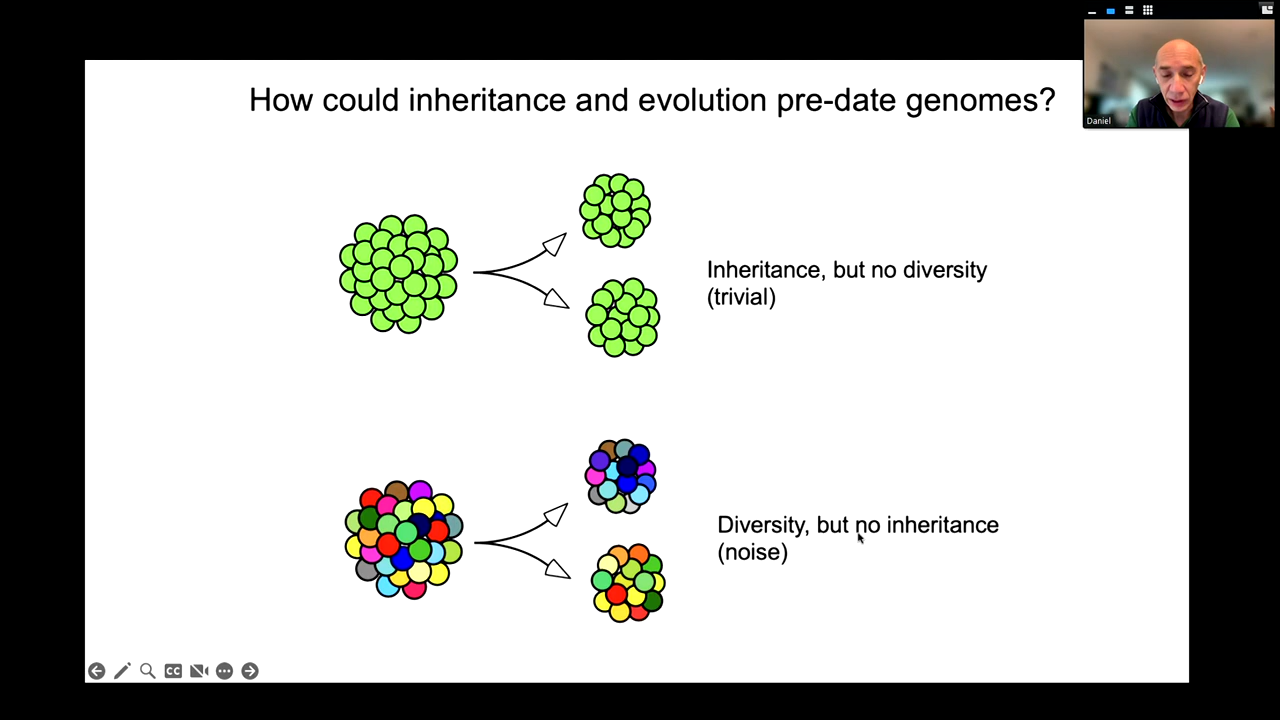 Daniel
How could inheritance and evolution pre-date genomes?
Inheritance, but no diversity
(trivial)
Diversity, but no inheritance
(noise)
CC